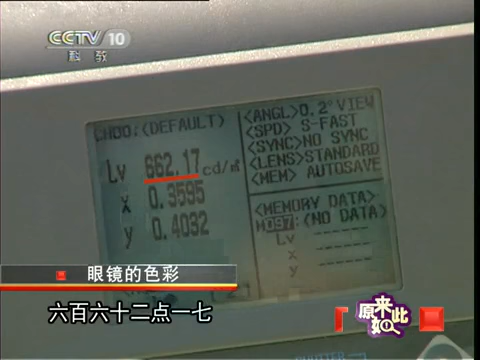 CCTV 10
科教
CH00:(DEFAULT)
Lv 662.17 cd/㎡
x 0.3595
y 0.4032
<ANGL>0.2°VIEW
<SPD> S-FAST
<SYNC>NO SYNC
<LENS>STANDARD
<MEM> AUTOSAVE
<MEMORY DATA>
M097:(NO DATA)
Lv -----
x -----
y -----
眼镜的色彩
六百六十二点一七
原来如此